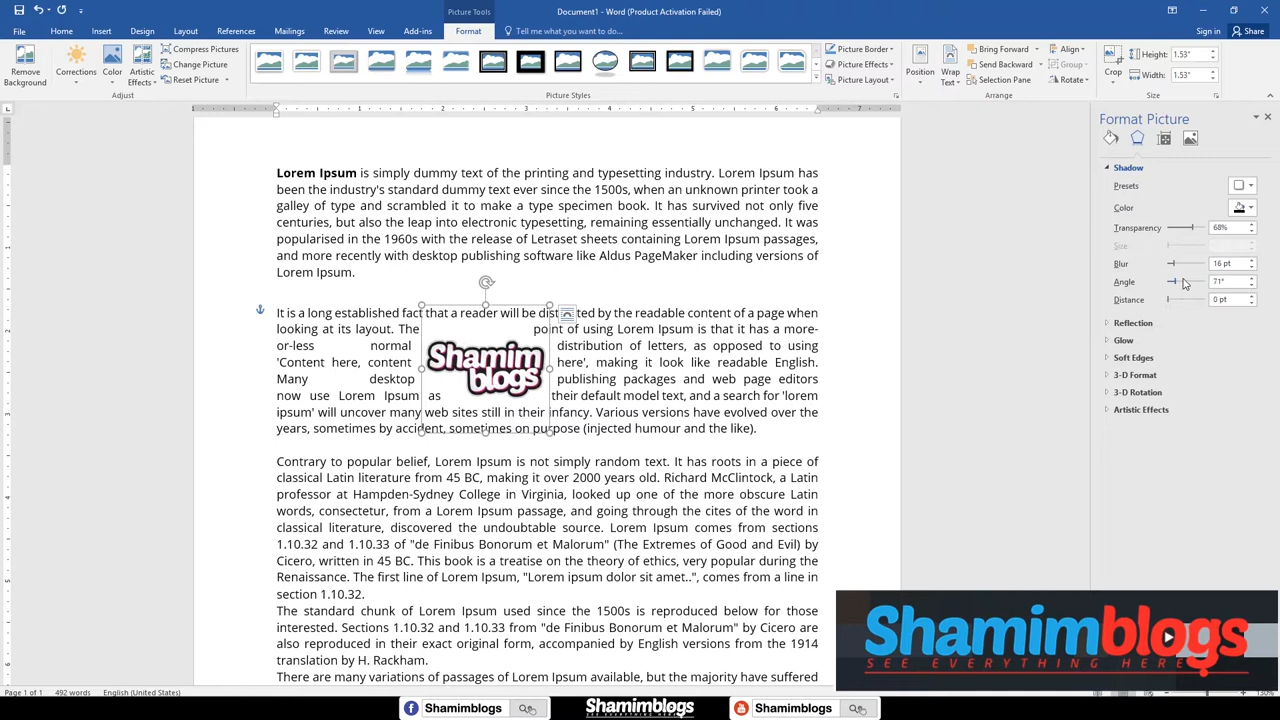 Picture Tools
Document1 - Word (Product Activation Failed)
File Home Insert Design Layout References Mailings Review View Add-ins Format Tell me what you want to do...
Sign in Share
Remove Background
Corrections
Color
Artistic Effects
Compress Pictures
Change Picture
Reset Picture
Adjust
Picture Border
Picture Effects
Picture Layout
Picture Styles
Position
Wrap Text
Bring Forward
Send Backward
Selection Pane
Align
Group
Rotate
Arrange
Crop
Height: 1.53"
Width: 1.53"
Size
Lorem Ipsum is simply dummy text of the printing and typesetting industry. Lorem Ipsum has
been the industry's standard dummy text ever since the 1500s, when an unknown printer took a
galley of type and scrambled it to make a type specimen book. It has survived not only five
centuries, but also the leap into electronic typesetting, remaining essentially unchanged. It was
popularised in the 1960s with the release of Letraset sheets containing Lorem Ipsum passages,
and more recently with desktop publishing software like Aldus PageMaker including versions of
Lorem Ipsum.
It is a long established fact that a reader will be by the readable content of a page when
looking at its layout. The point of using Lorem Ipsum is that it has a more-
or-less normal distribution of letters, as opposed to using
'Content here, content here', making it look like readable English.
Many desktop publishing packages and web page editors
now use Lorem Ipsum as their default model text, and a search for 'lorem
ipsum' will uncover many web sites still in their infancy. Various versions have evolved over the
years, sometimes by accident, sometimes on purpose (injected humour and the like).
Shamim
blogs
Contrary to popular belief, Lorem Ipsum is not simply random text. It has roots in a piece of
classical Latin literature from 45 BC, making it over 2000 years old. Richard McClintock, a Latin
professor at Hampden-Sydney College in Virginia, looked up one of the more obscure Latin
words, consectetur, from a Lorem Ipsum passage, and going through the cites of the word in
classical literature, discovered the undoubtable source. Lorem Ipsum comes from sections
1.10.32 and 1.10.33 of "de Finibus Bonorum et Malorum" (The Extremes of Good and Evil) by
Cicero, written in 45 BC. This book is a treatise on the theory of ethics, very popular during the
Renaissance. The first line of Lorem Ipsum, "Lorem ipsum dolor sit amet..", comes from a line in
section 1.10.32.
The standard chunk of Lorem Ipsum used since the 1500s is reproduced below for those
interested. Sections 1.10.32 and 1.10.33 from "de Finibus Bonorum et Malorum" by Cicero are
also reproduced in their exact original form, accompanied by English versions from the 1914
translation by H. Rackham.
There are many variations of passages of Lorem Ipsum available, but the majority have suffered
Format Picture
Shadow
Presets
Color
Transparency 68%
Size
Blur 16 pt
Angle 71°
Distance 0 pt
Reflection
Glow
Soft Edges
3-D Format
3-D Rotation
Artistic Effects
Shamimblogs
SEE EVERYTHING HERE
Page 1 of 1 492 words English (United States)
130%
Shamimblogs
Shamimblogs
SEE EVERYTHING HERE
Shamimblogs